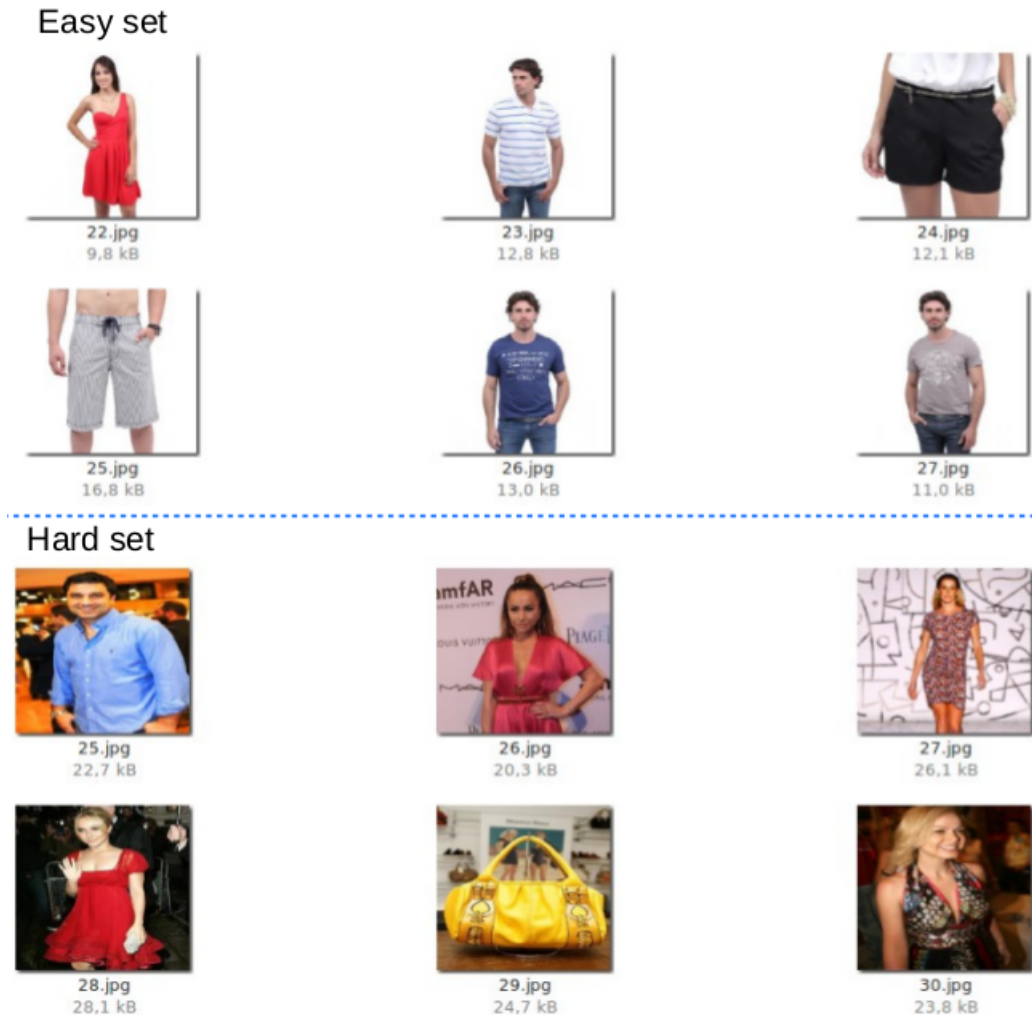 Easy set
22.jpg
23.jpg
24.jpg
9,8 kB
12,8 kB
12,1 kB
25.jpg
26.jpg
27.jpg
16,8 kB
13,0 kB
11,0 kB
Hard set
amfAR
MAC
LOUIS VUITTON
PIAGET
25.jpg
26.jpg
27.jpg
22,7 kB
20,3 kB
26,1 kB
28.jpg
29.jpg
30.jpg
28,1 kB
24,7 kB
23,8 kB